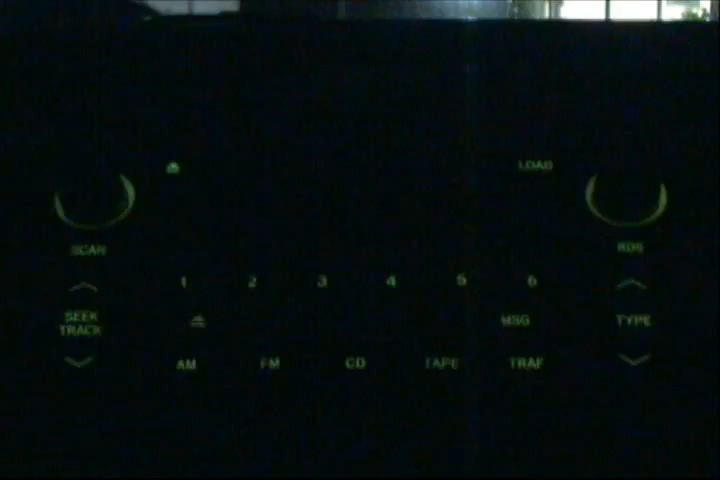 LOAD
SCAN
RDS
1 2 3 4 5 6
SEEK
TRACK
MSG
TYPE
AM FM CD TAPE TRAF